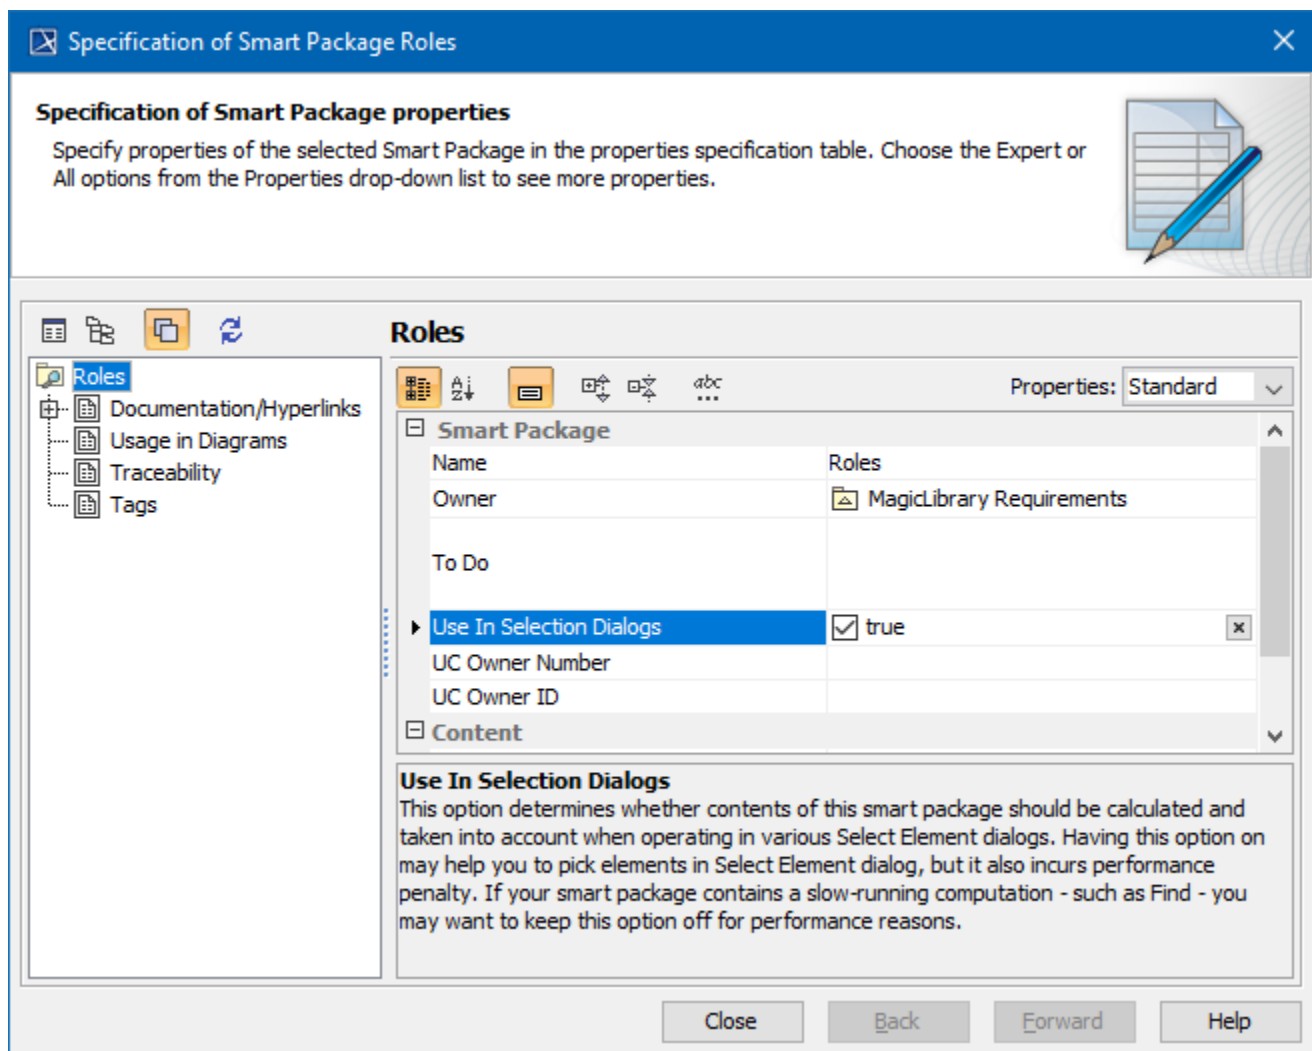 Specification of Smart Package Roles
Specification of Smart Package properties
Specify properties of the selected Smart Package in the properties specification table. Choose the Expert or
All options from the Properties drop-down list to see more properties.
Roles
Documentation/Hyperlinks
Usage in Diagrams
Traceability
Tags
Roles
A
Z
abc
...
Properties: Standard
Smart Package
Name Roles
Owner MagicLibrary Requirements
To Do
Use In Selection Dialogs true
UC Owner Number
UC Owner ID
Content
Use In Selection Dialogs
This option determines whether contents of this smart package should be calculated and
taken into account when operating in various Select Element dialogs. Having this option on
may help you to pick elements in Select Element dialog, but it also incurs performance
penalty. If your smart package contains a slow-running computation - such as Find - you
may want to keep this option off for performance reasons.
Close Back Forward Help